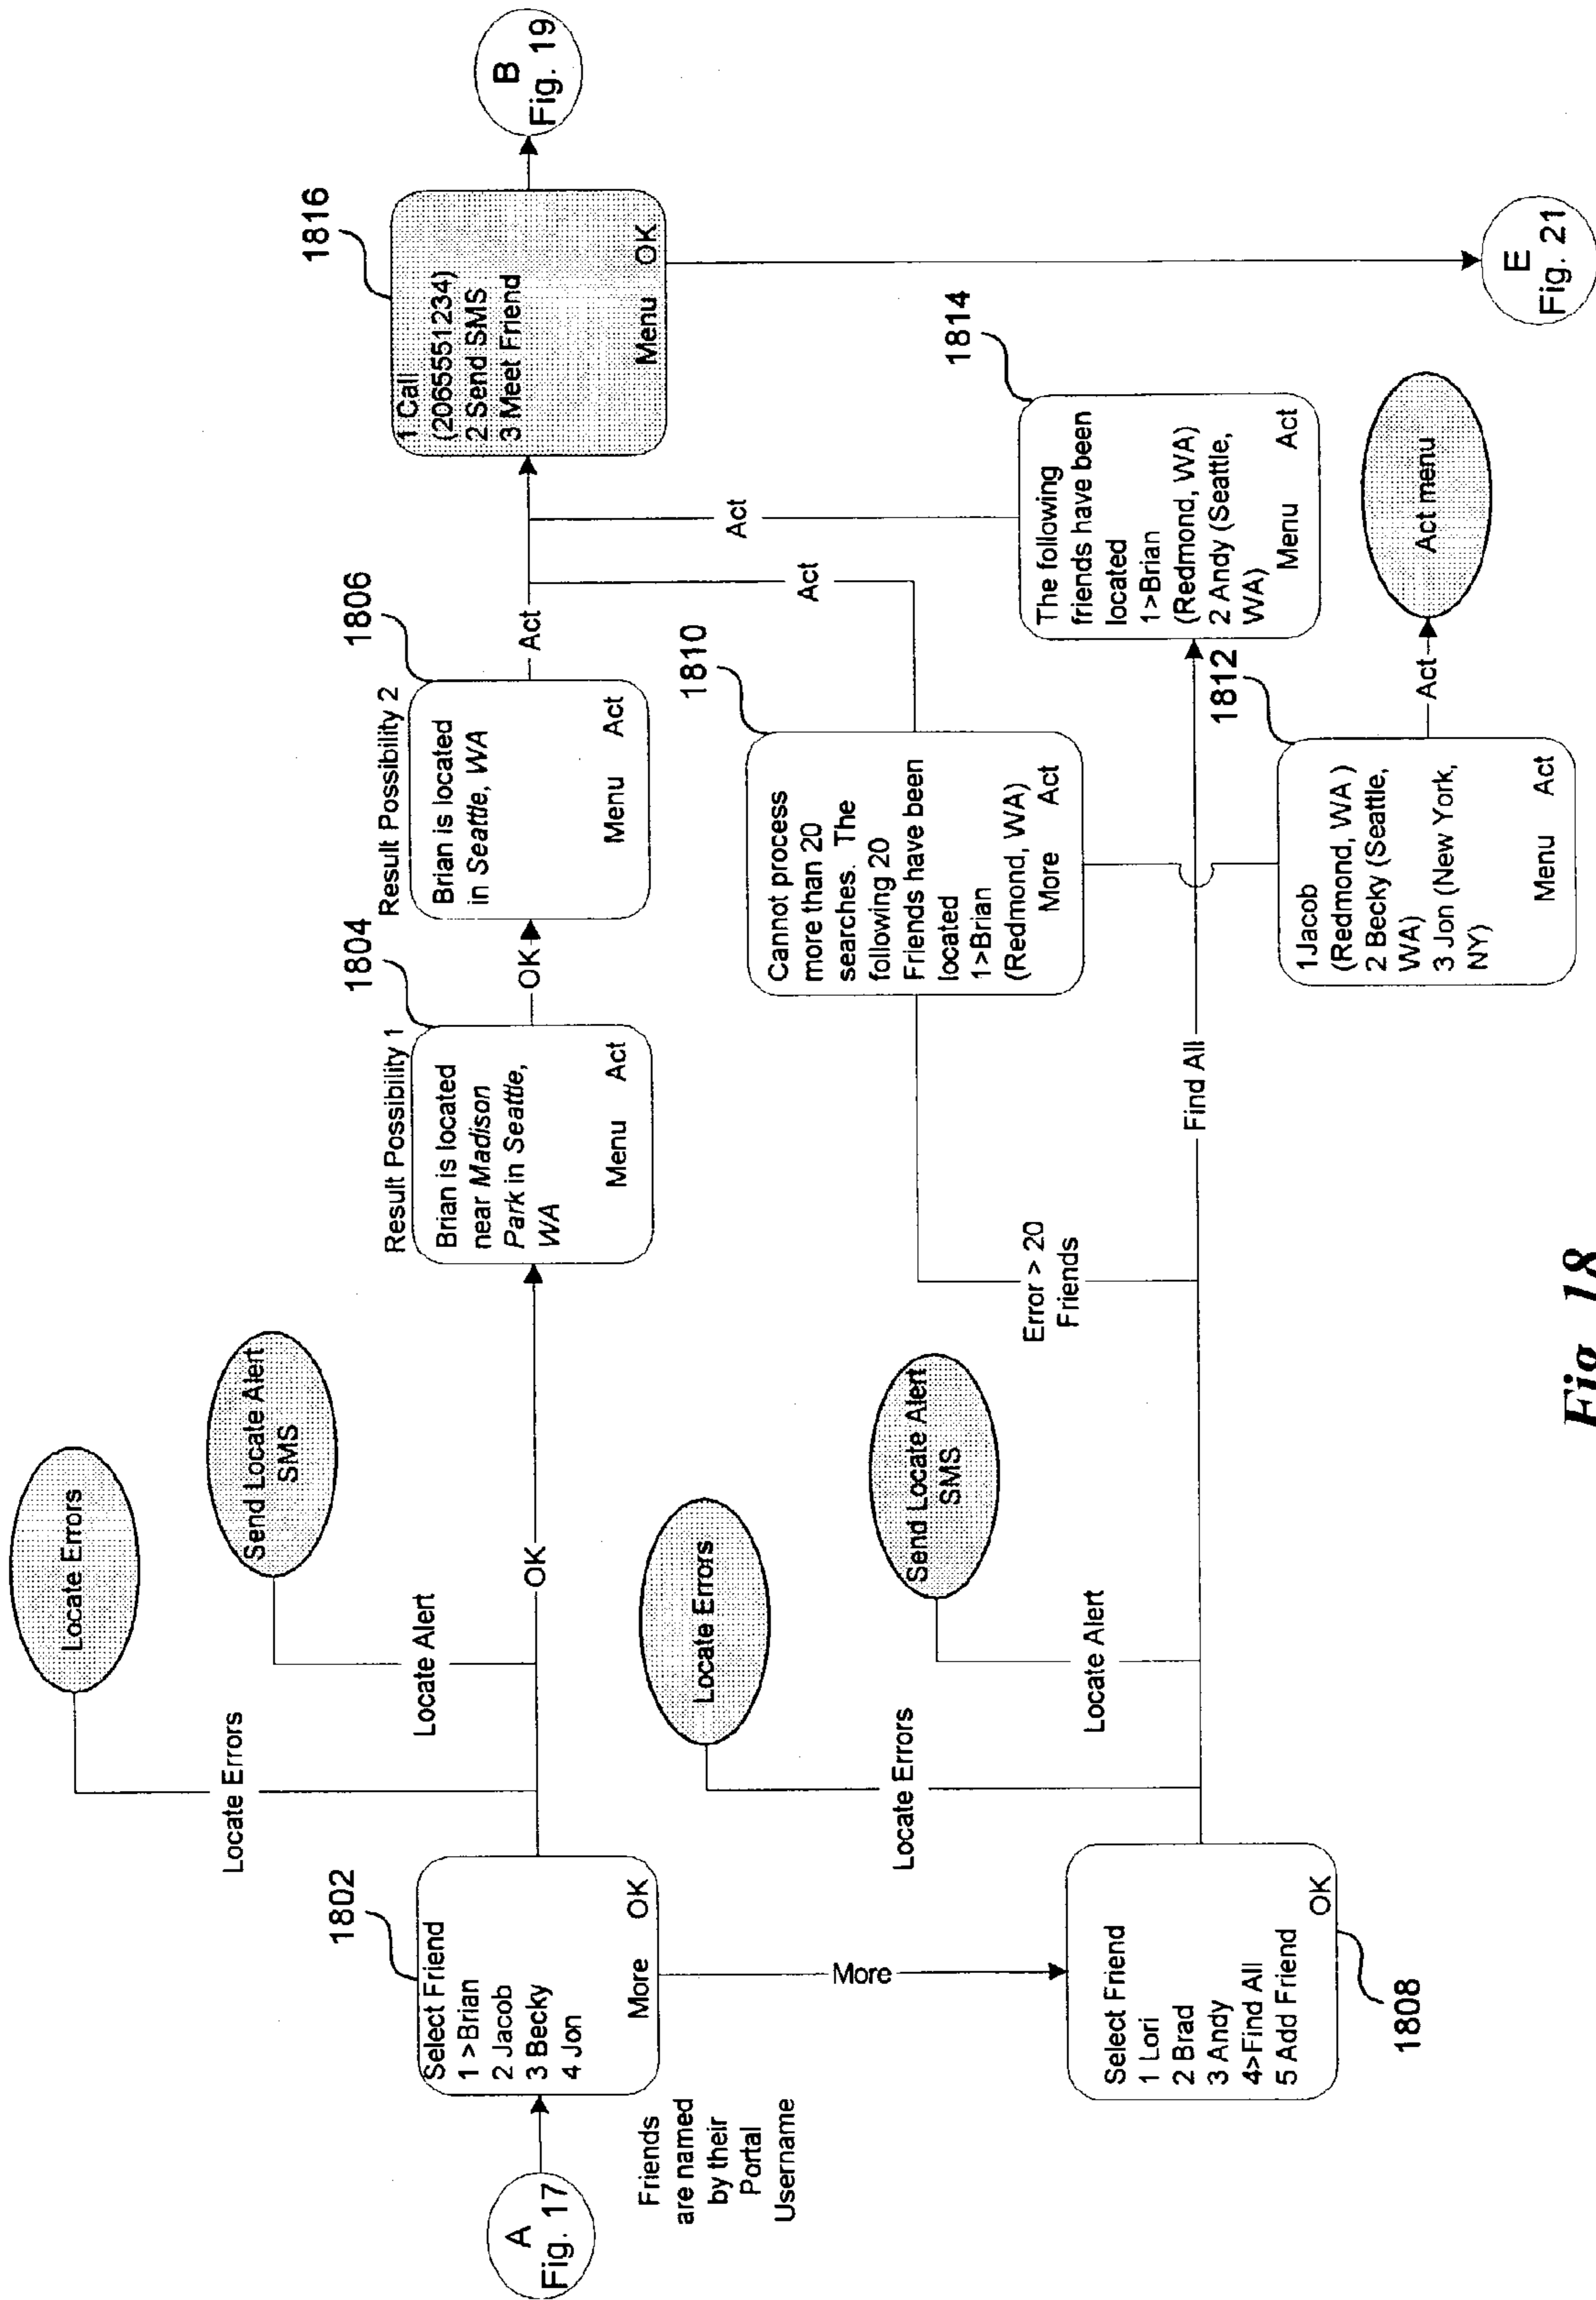 A
Fig. 17
1802
Select Friend
1 >Brian
2 Jacob
3 Becky
4 Jon
More OK
Friends
are named
by their
Portal
Username
Locate Errors
Locate Errors
Locate Alert
Send Locate Alert
SMS
OK
Result Possibility 1
1804
Brian is located
near Madison
Park in Seattle,
WA
Menu Act
OK
Result Possibility 2
1806
Brian is located
in Seattle, WA
Menu Act
Act
1816
1 Call
(2065551234)
2 Send SMS
3 Meet Friend
Menu OK
B
Fig. 19
More
Select Friend
1 Lori
2 Brad
3 Andy
4>Find All
5 Add Friend
OK
1808
Locate Errors
Locate Errors
Locate Alert
Send Locate Alert
SMS
Error > 20
Friends
Find All
1810
Cannot process
more than 20
searches. The
following 20
Friends have been
located
1>Brian
(Redmond, WA)
More Act
Act
Act
1814
The following
friends have been
located
1>Brian
(Redmond, WA)
2 Andy (Seattle,
WA)
Menu Act
1812
1Jacob
(Redmond, WA )
2 Becky (Seattle,
WA)
3 Jon (New York,
NY)
Menu Act
Act
Act menu
E
Fig. 21
Fig. 18